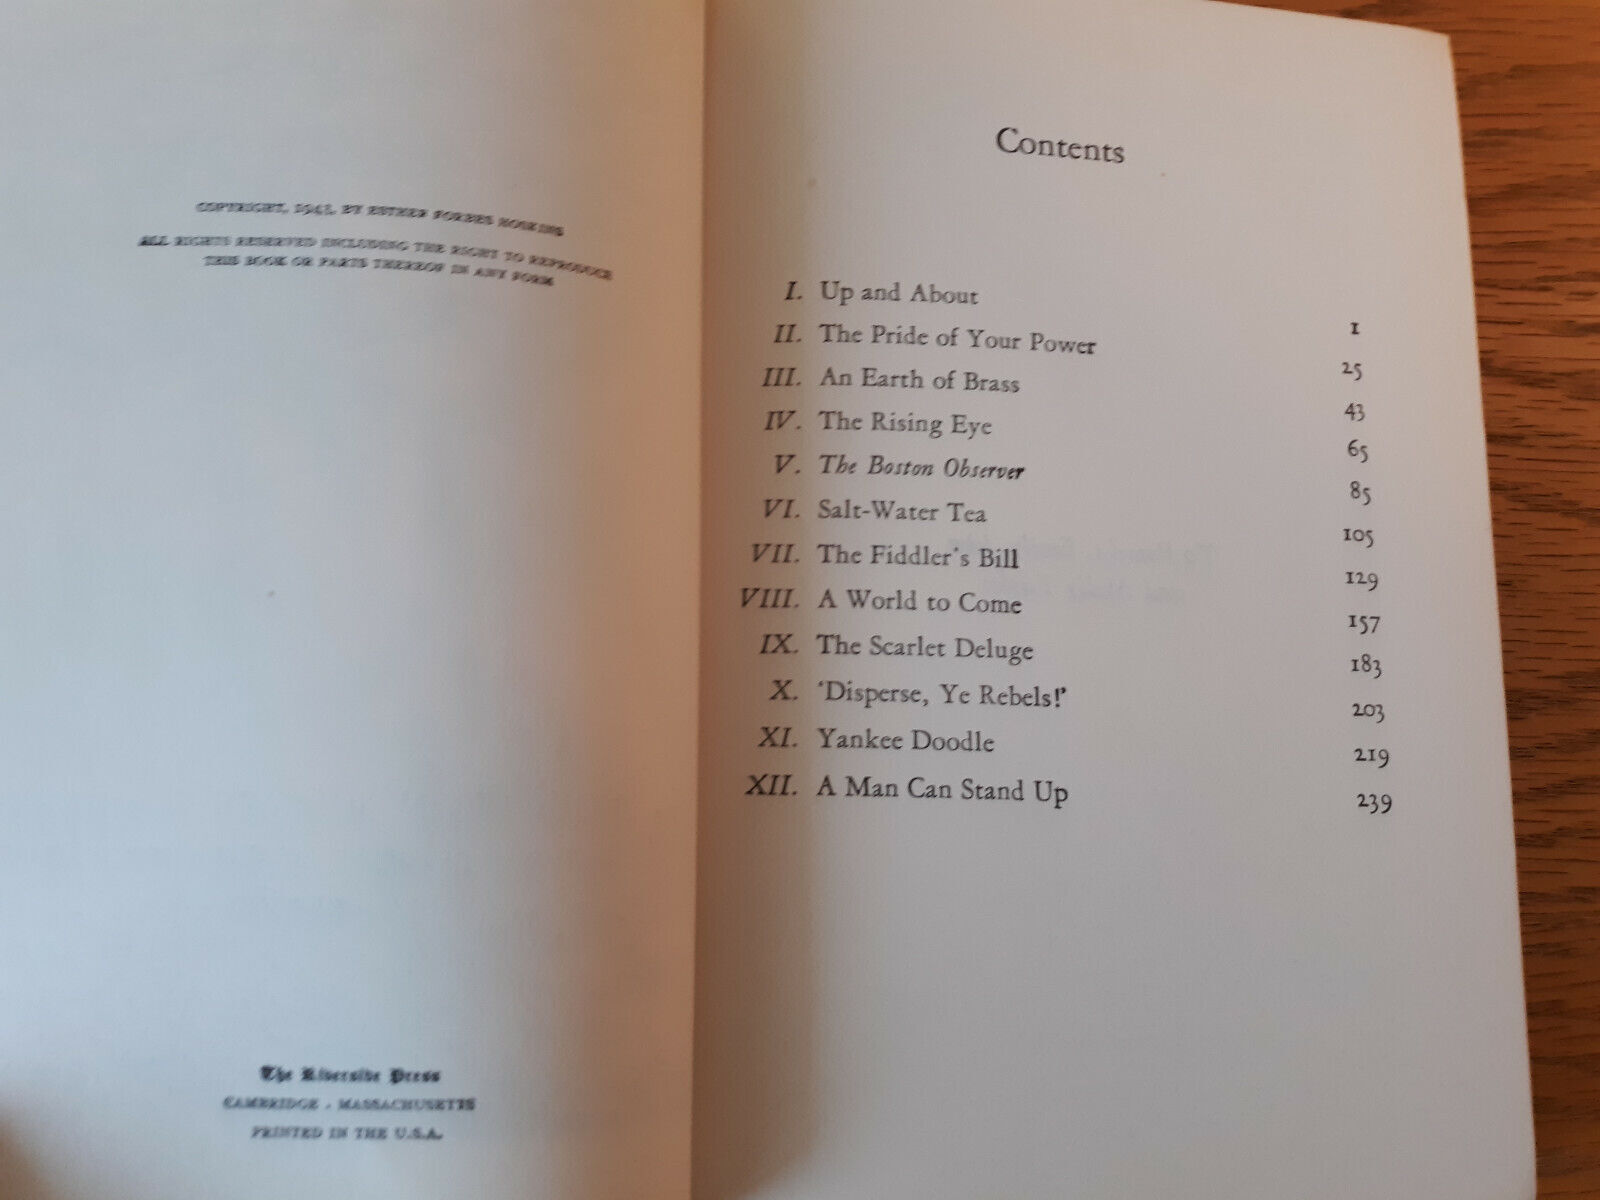 COPYRIGHT, 1943, BY ESTHER FORBES HOSKINS
ALL RIGHTS RESERVED INCLUDING THE RIGHT TO REPRODUCE
THIS BOOK OR PARTS THEREOF IN ANY FORM
The Riverside Press
CAMBRIDGE . MASSACHUSETTS
PRINTED IN THE U.S.A.
Contents
I. Up and About 1
II. The Pride of Your Power 25
III. An Earth of Brass 43
IV. The Rising Eye 65
V. The Boston Observer 85
VI. Salt-Water Tea 105
VII. The Fiddler's Bill 129
VIII. A World to Come 157
IX. The Scarlet Deluge 183
X. 'Disperse, Ye Rebels!' 203
XI. Yankee Doodle 219
XII. A Man Can Stand Up 239